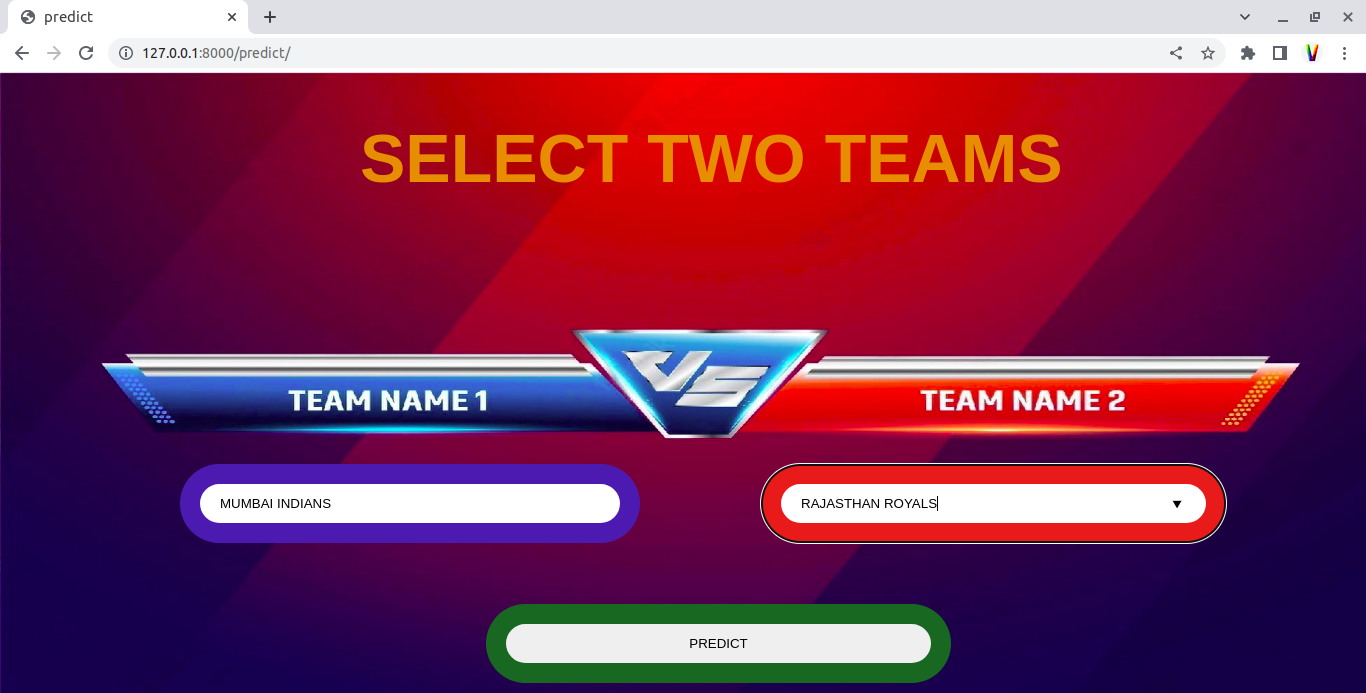 predict
127.0.0.1:8000/predict/
SELECT TWO TEAMS
VS
TEAM NAME 1
TEAM NAME 2
MUMBAI INDIANS
RAJASTHAN ROYALS
PREDICT